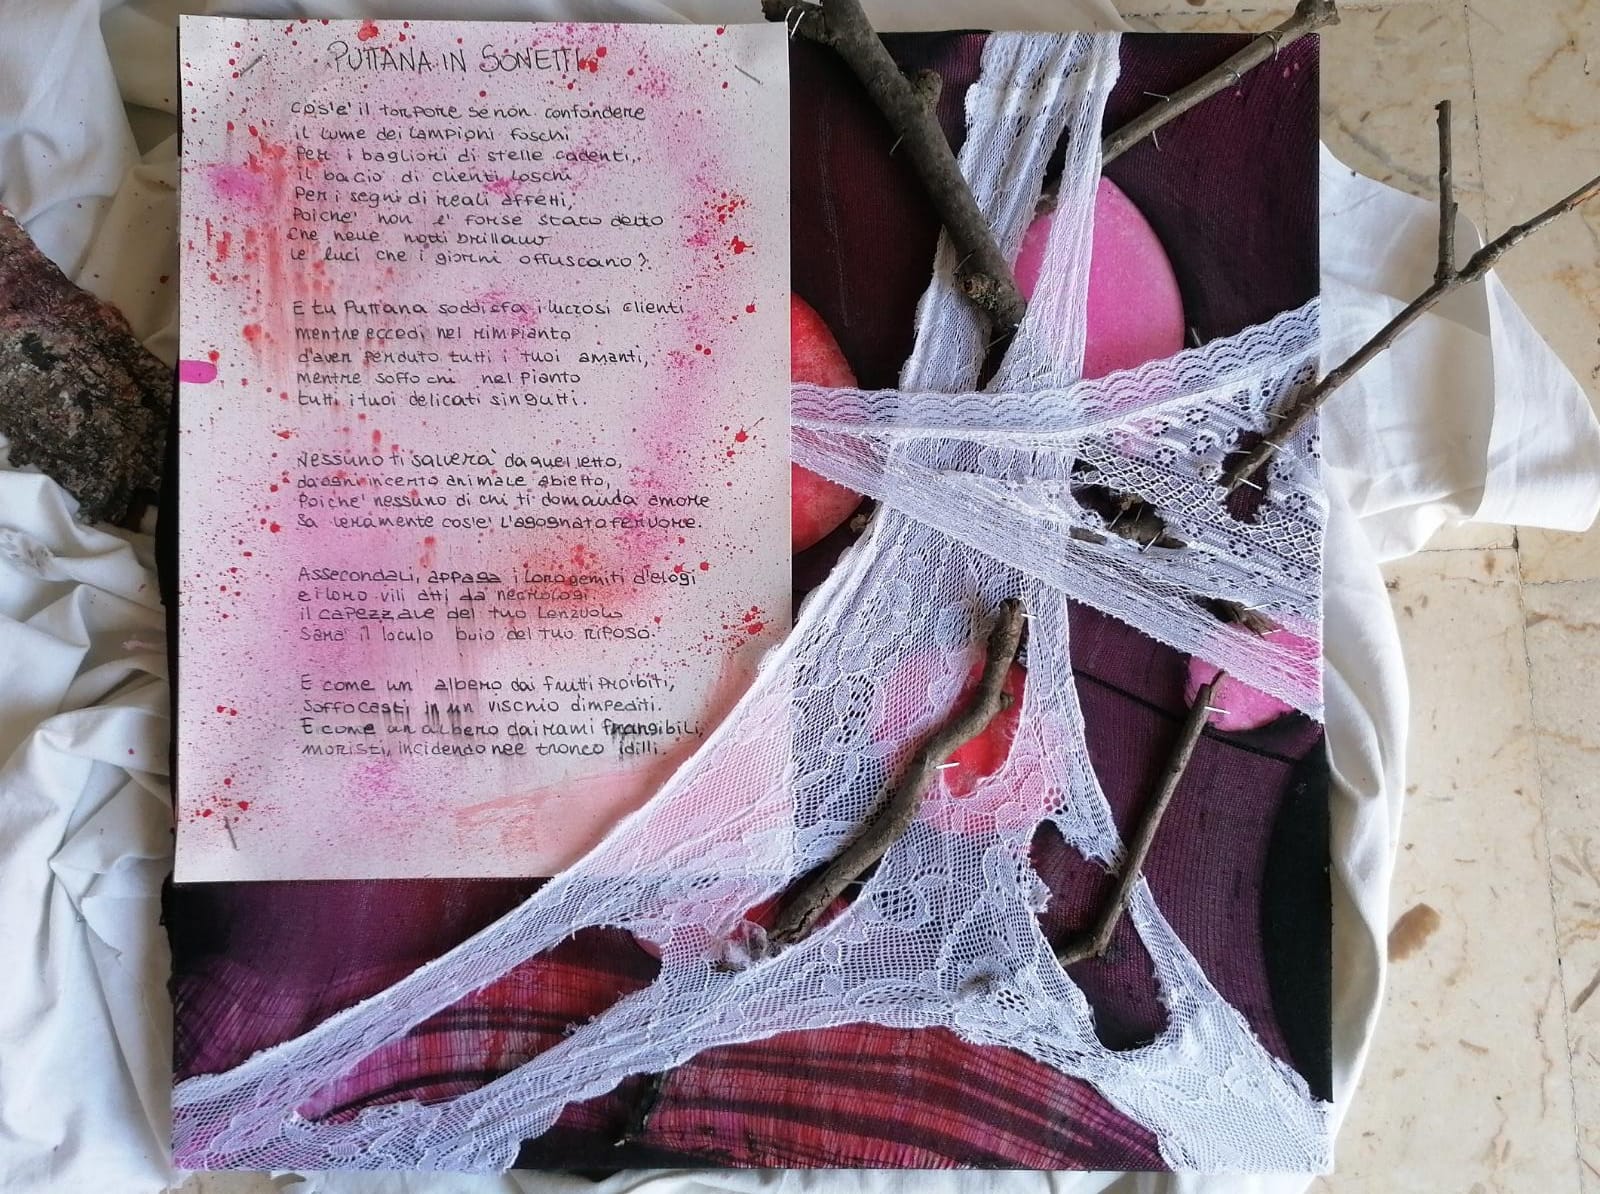 PUTTANA IN SONETTI
COS'E' il torpore se non confondere
il lume dei lampioni foschi
Per i bagliori di stelle cadenti,
il bacio di clienti loschi
Per i segni di reali affetti,
Poiche' non e' forse stato detto
che nelle notti brillano
le luci che i giorni offuscano?
E tu Puttana soddisfa i lucrosi clienti
mentre eccedi nel rimpianto
d'aver perduto tutti i tuoi amanti,
mentre soffochi nel pianto
tutti i tuoi delicati singulti.
Nessuno ti salverà da quel letto,
da ogni incerto animale abietto,
Poiche' nessuno di chi ti domanda amore
sa veramente cos'e' l'agognato fervore.
Assecondali, appaga i loro gemiti d'elogi
e i loro vili atti da necrologi.
il capezzale del tuo lenzuolo
sara' il loculo buio del tuo riposo.
E come un albero dai frutti proibiti,
soffocasti in un vischio d'impediti.
E come un albero dai rami frangibili,
moristi, incidendo nel tronco idilli.